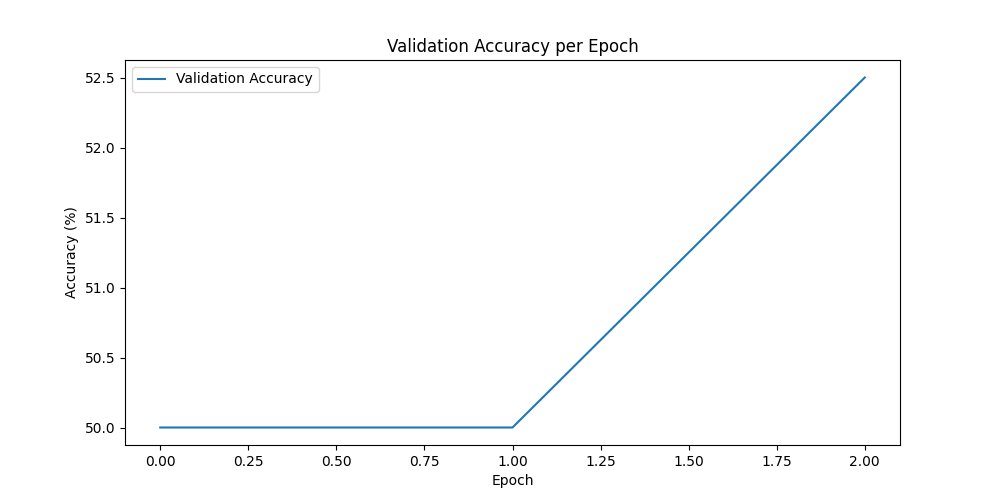 Validation Accuracy per Epoch
Validation Accuracy
Accuracy (%)
52.5
52.0
51.5
51.0
50.5
50.0
0.00 0.25 0.50 0.75 1.00 1.25 1.50 1.75 2.00
Epoch